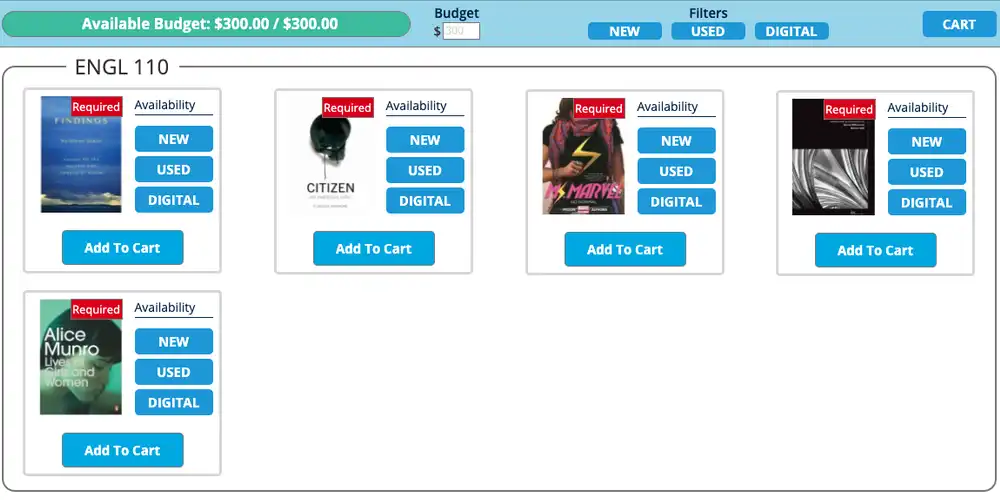 Available Budget: $300.00 / $300.00
Budget
$ 300
Filters
NEW
USED
DIGITAL
CART
ENGL 110
Required
FINDINGS
Availability
NEW
USED
DIGITAL
Add To Cart
Required
CITIZEN
Availability
NEW
USED
DIGITAL
Add To Cart
Required
MS MARVEL
Availability
NEW
USED
DIGITAL
Add To Cart
Required
Availability
NEW
USED
DIGITAL
Add To Cart
Required
Alice
Munro
Lives of
Girls and
Women
Availability
NEW
USED
DIGITAL
Add To Cart